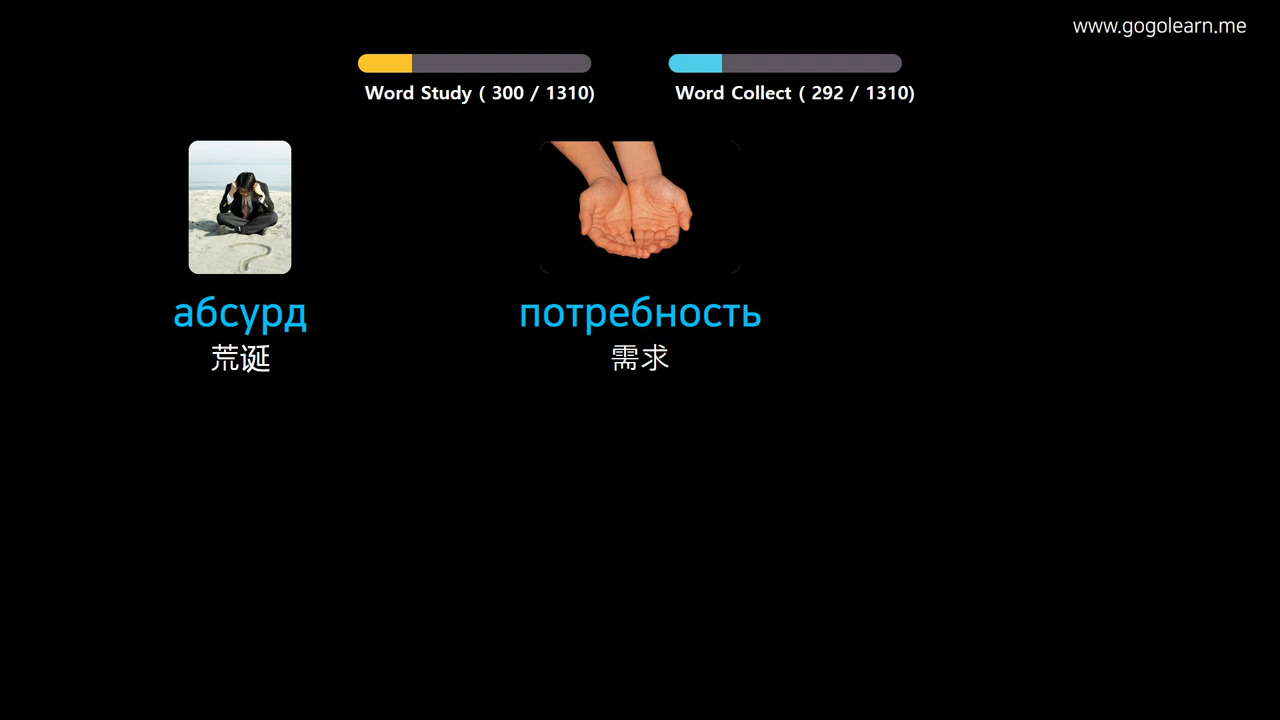 www.gogolearn.me
Word Study ( 300 / 1310)
Word Collect ( 292 / 1310)
абсурд
荒诞
потребность
需求